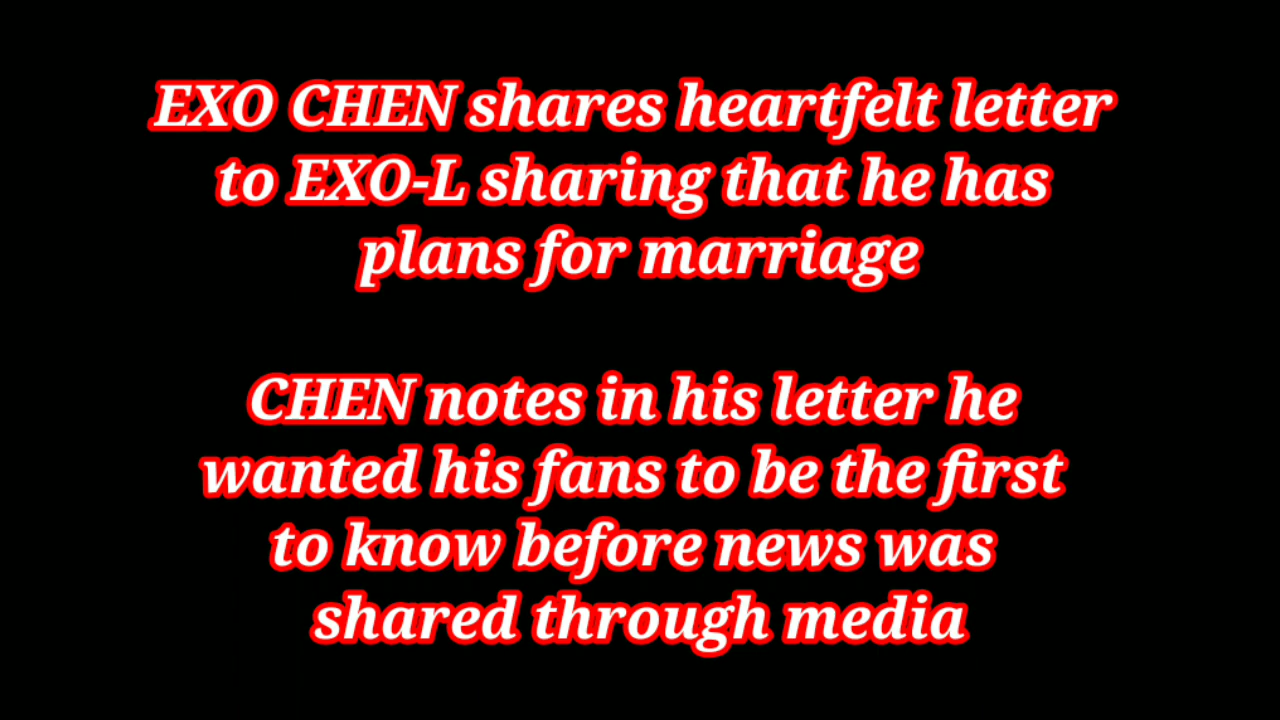 EXO CHEN shares heartfelt letter
to EXO-L sharing that he has
plans for marriage
CHEN notes in his letter he
wanted his fans to be the first
to know before news was
shared through media